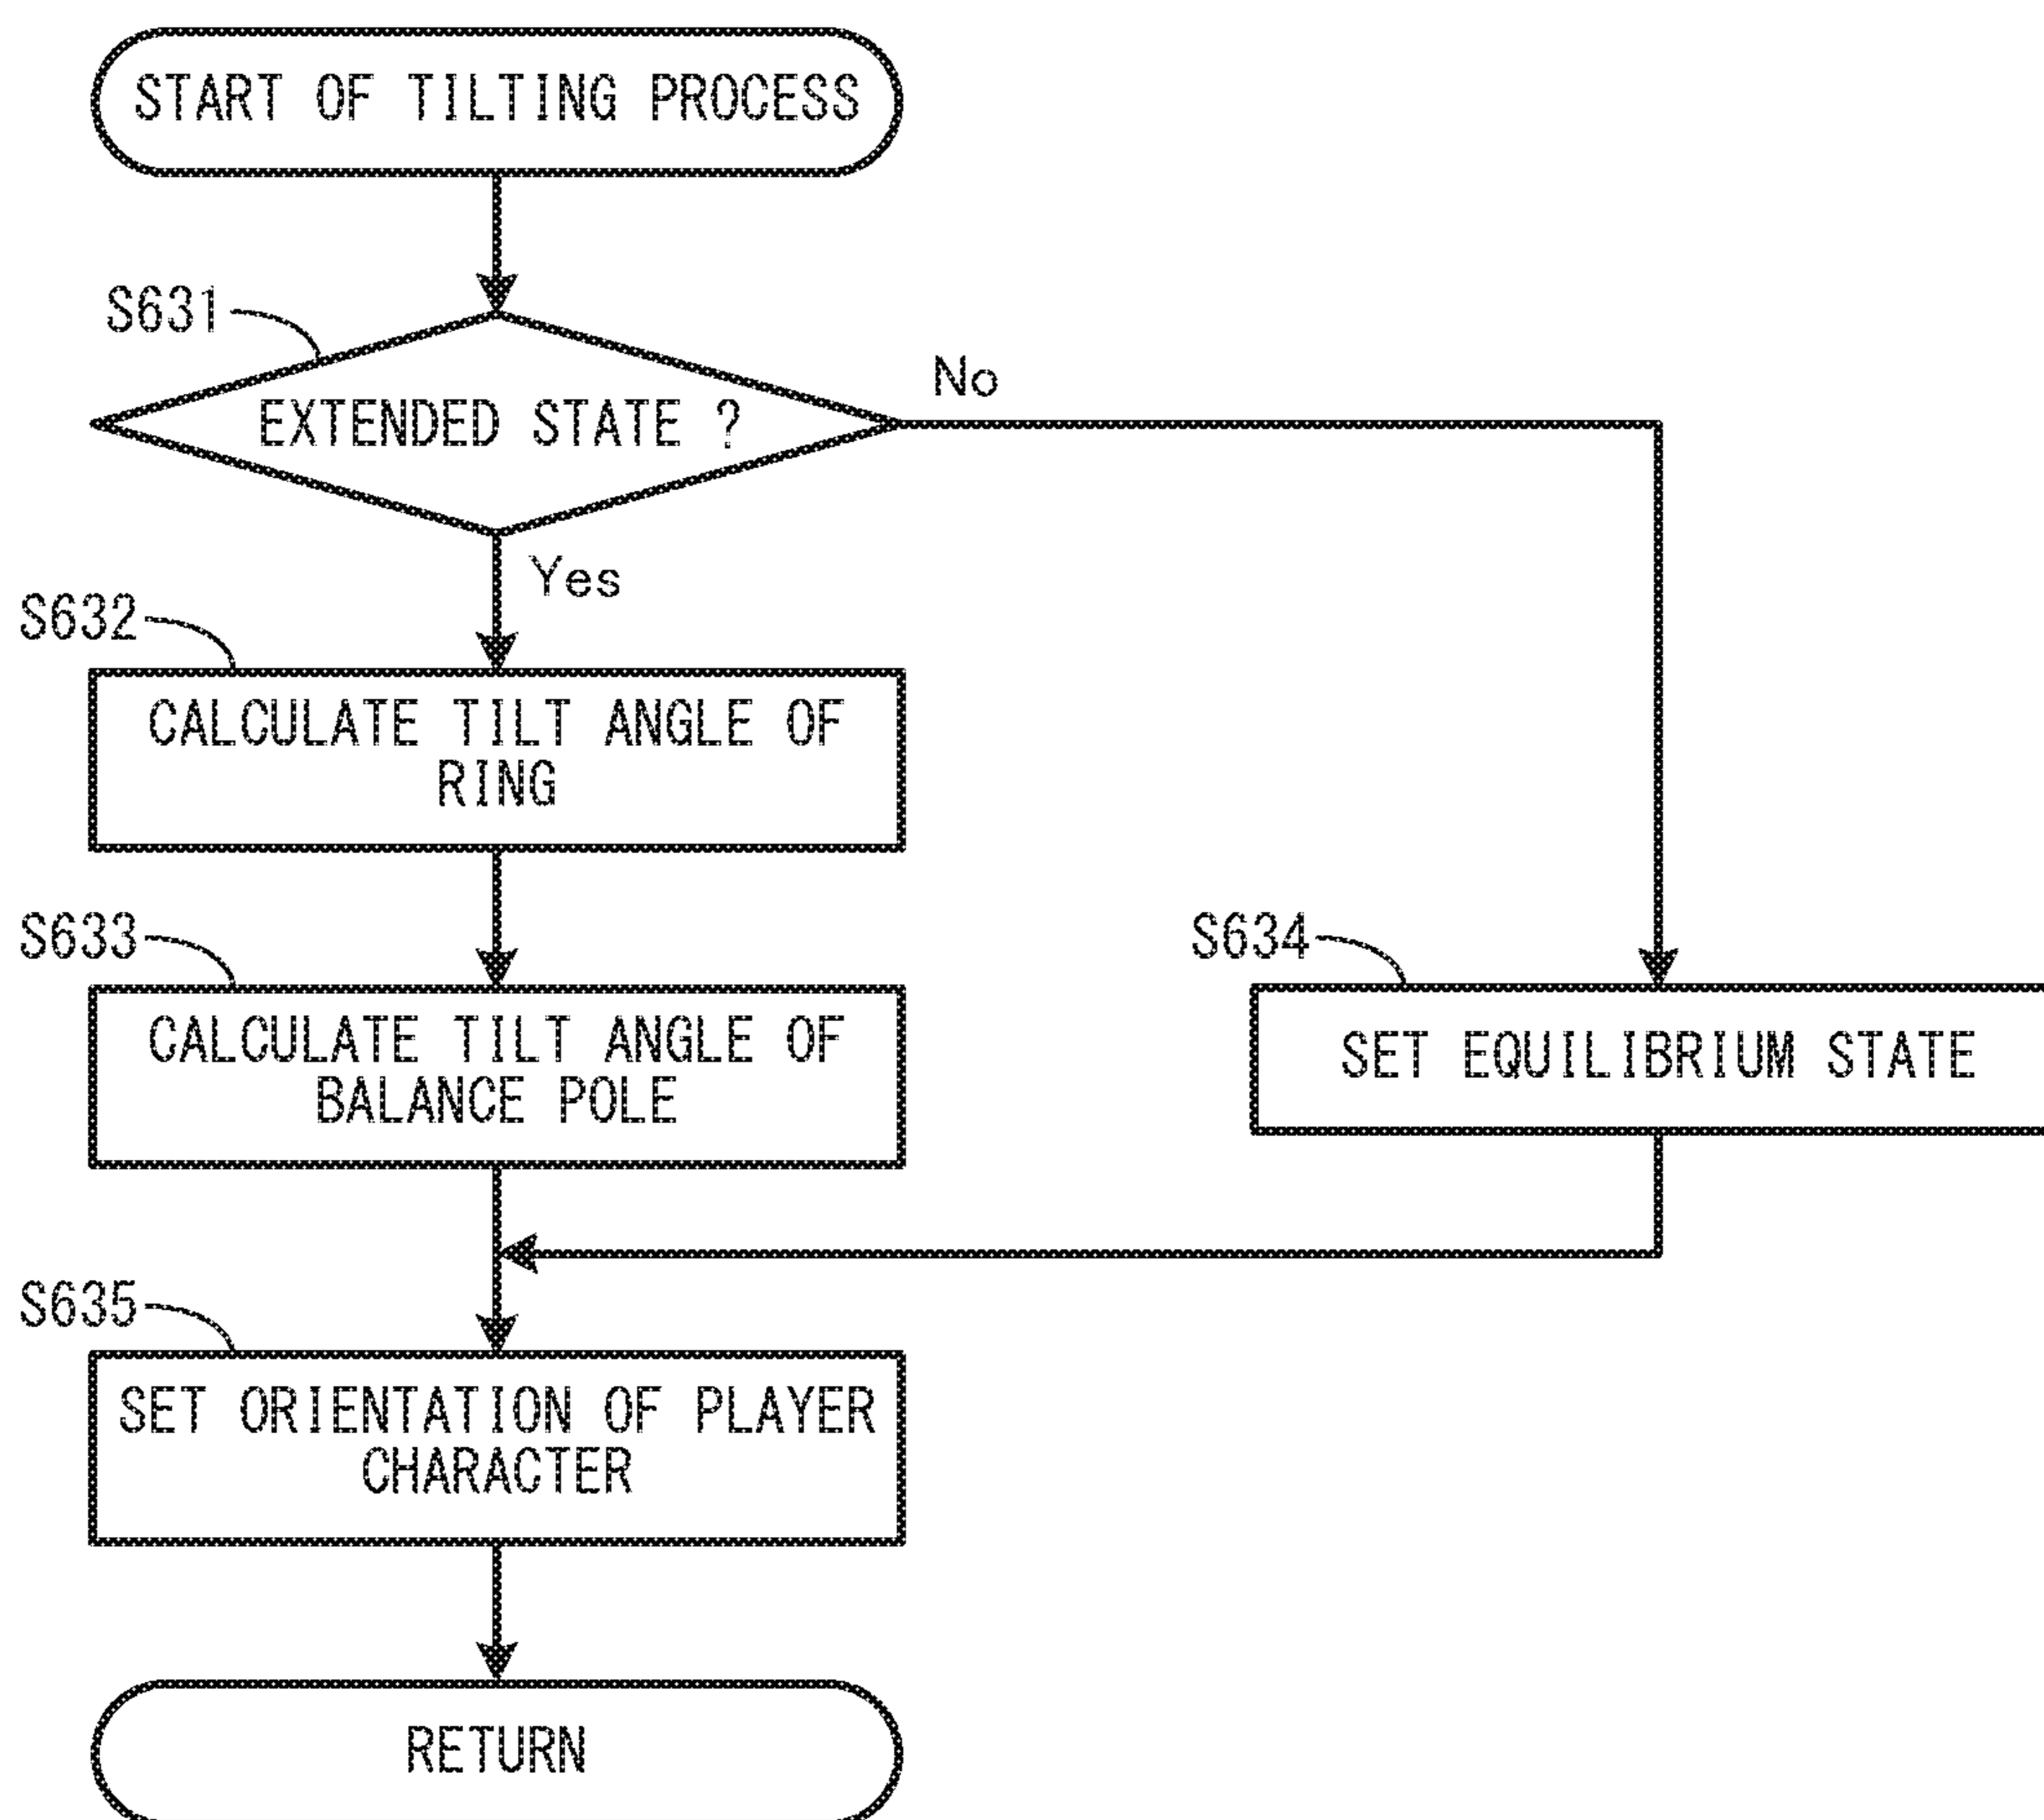 START OF TILTING PROCESS
S631
EXTENDED STATE ?
No
Yes
S632
CALCULATE TILT ANGLE OF
RING
S633
CALCULATE TILT ANGLE OF
BALANCE POLE
S634
SET EQUILIBRIUM STATE
S635
SET ORIENTATION OF PLAYER
CHARACTER
RETURN